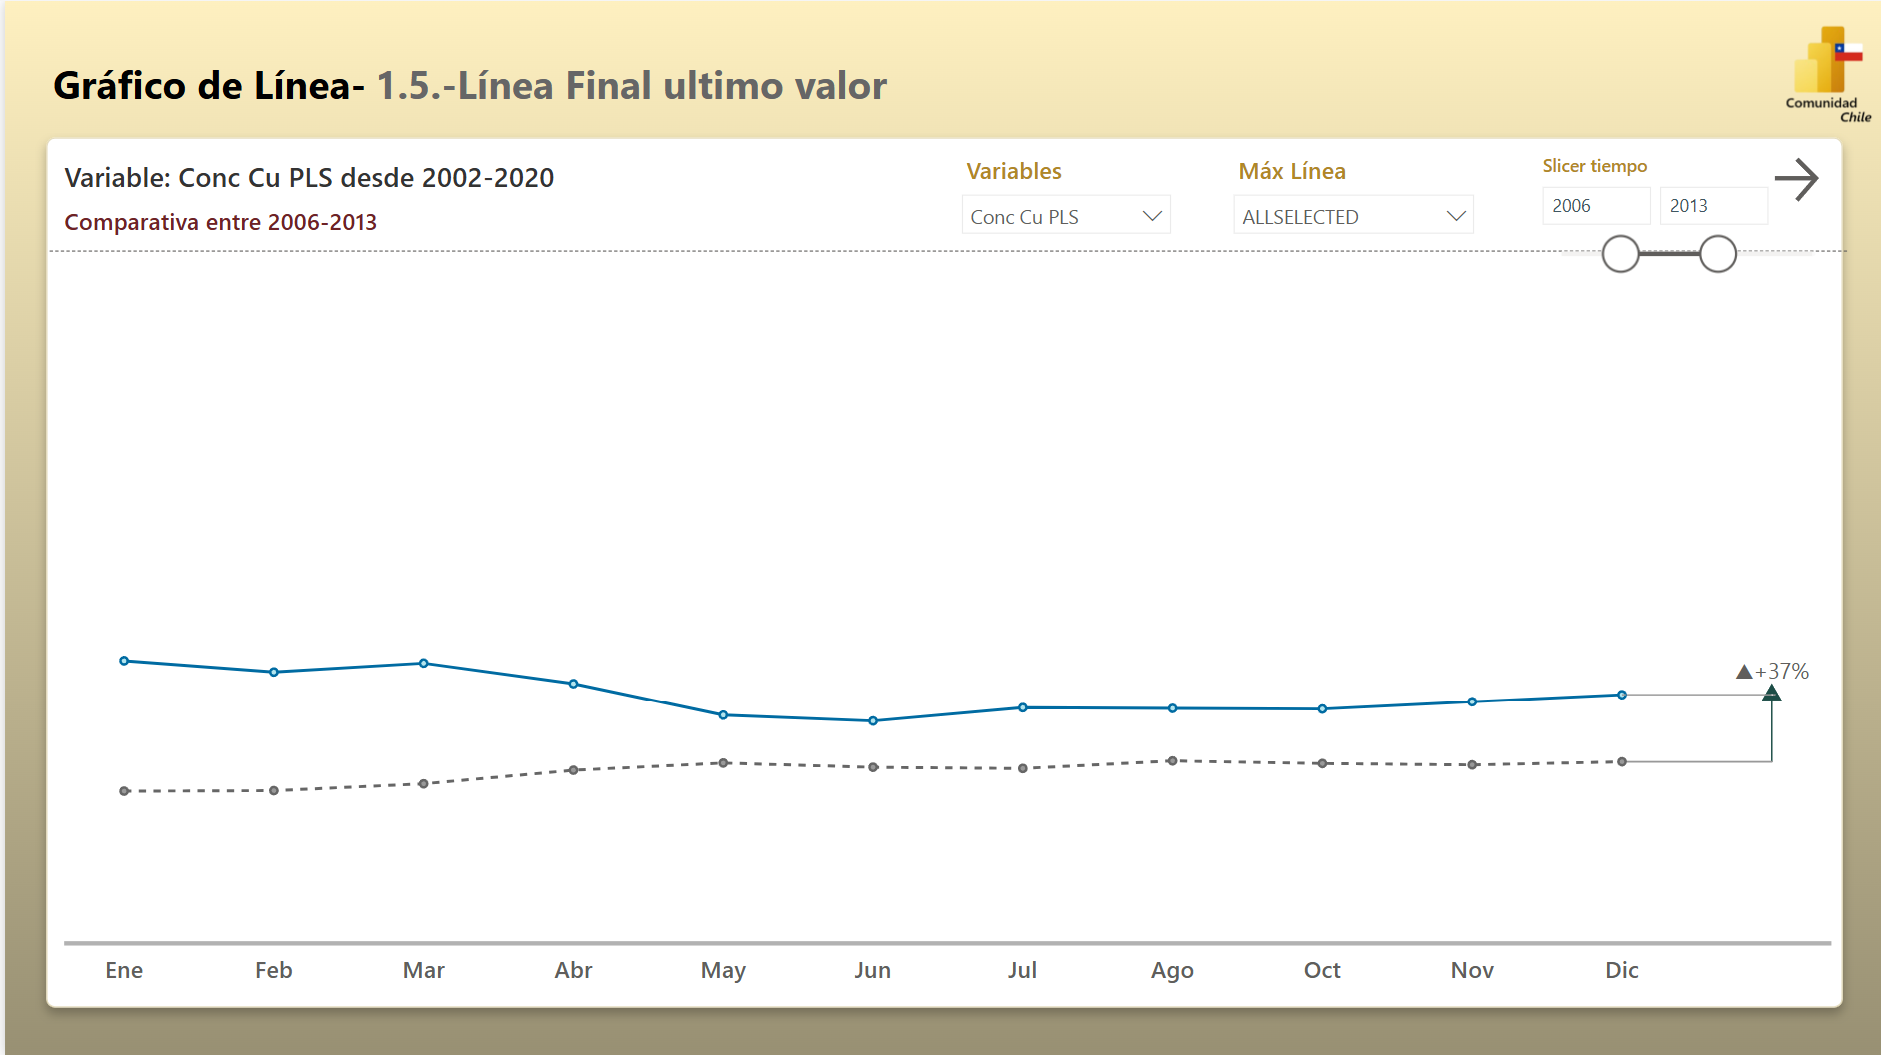 Gráfico de Línea- 1.5.-Línea Final ultimo valor
Comunidad
Chile
Variable: Conc Cu PLS desde 2002-2020
Comparativa entre 2006-2013
Variables
Conc Cu PLS
Máx Línea
ALLSELECTED
Slicer tiempo
2006 2013
▲+37%
Ene Feb Mar Abr May Jun Jul Ago Oct Nov Dic